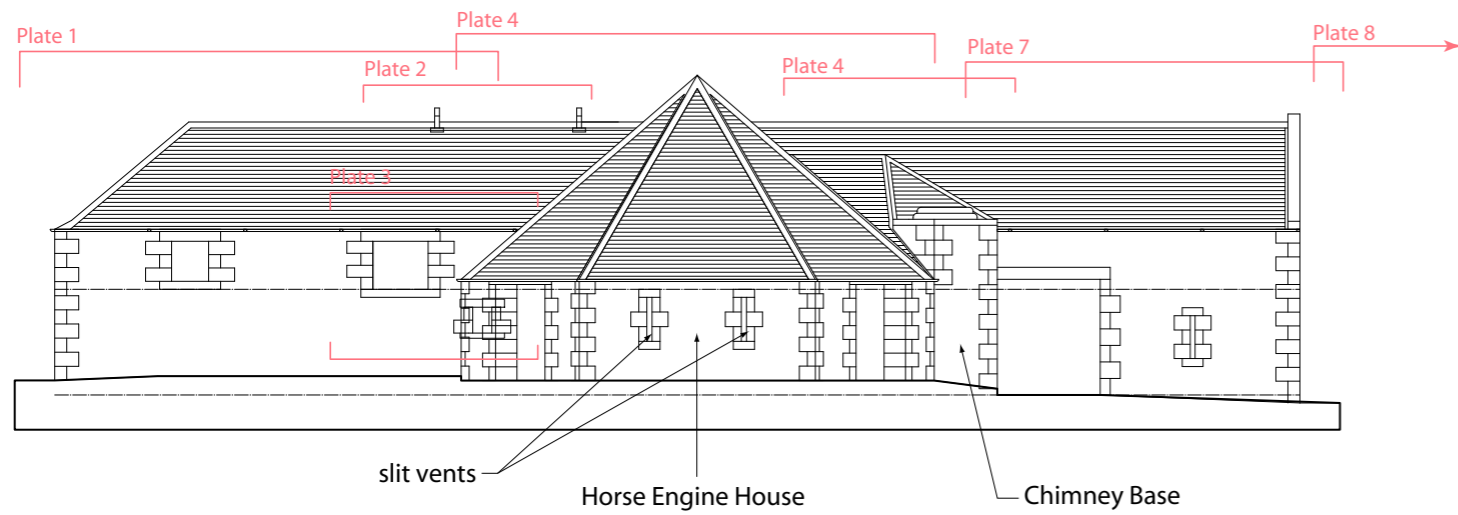 Plate 1
Plate 4
Plate 2
Plate 4
Plate 7
Plate 8
Plate 3
slit vents
Horse Engine House
Chimney Base